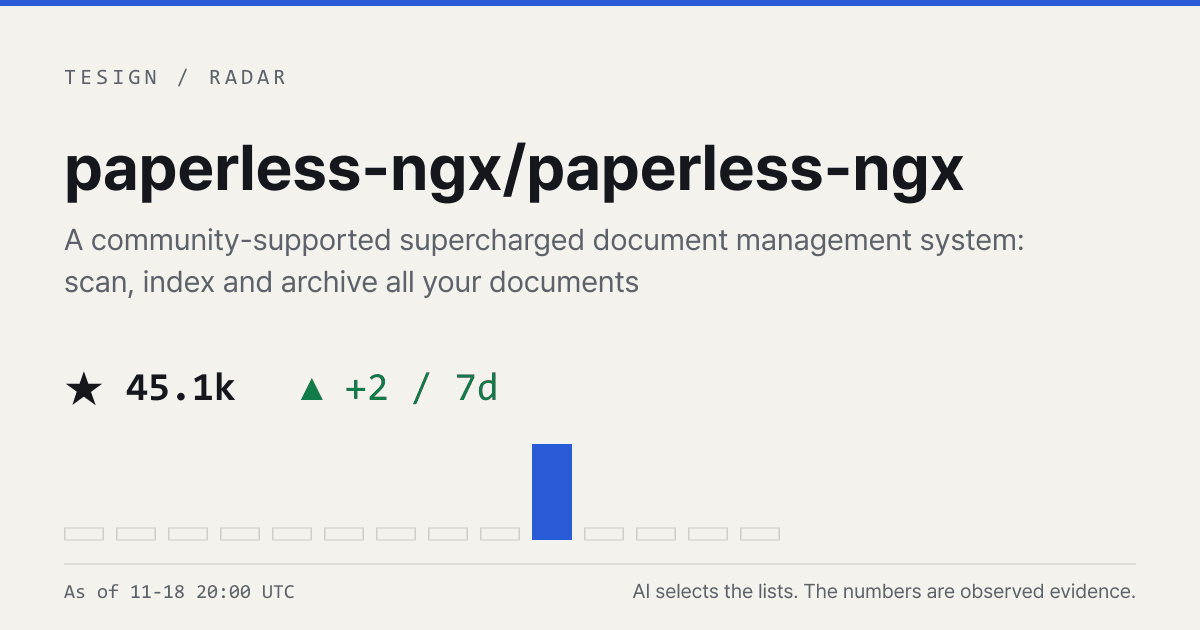 TESIGN / RADAR
paperless-ngx/paperless-ngx
A community-supported supercharged document management system:
scan, index and archive all your documents
★ 45.1k ▲ +2 / 7d
As of 11-18 20:00 UTC
AI selects the lists. The numbers are observed evidence.